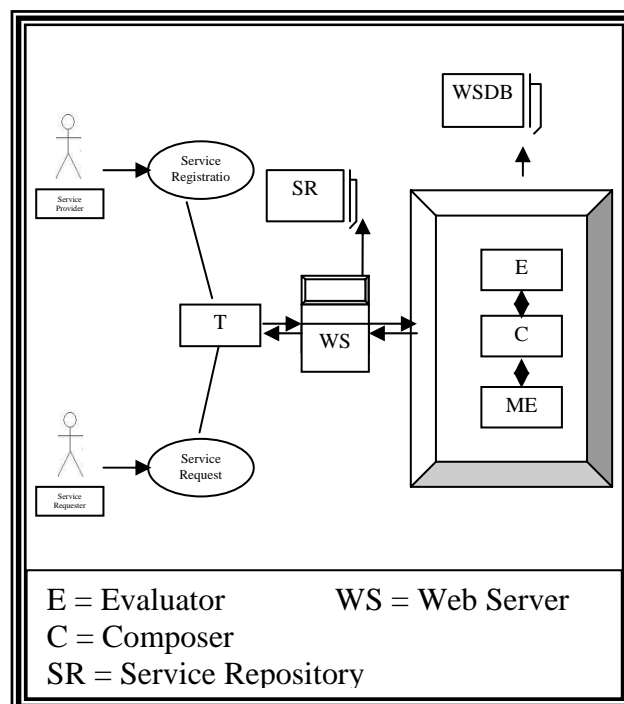 WSDB
Service
Registratio
Service
Provider
SR
E
T
WS
C
ME
Service
Request
Service
Requester
E = Evaluator WS = Web Server
C = Composer
SR = Service Repository